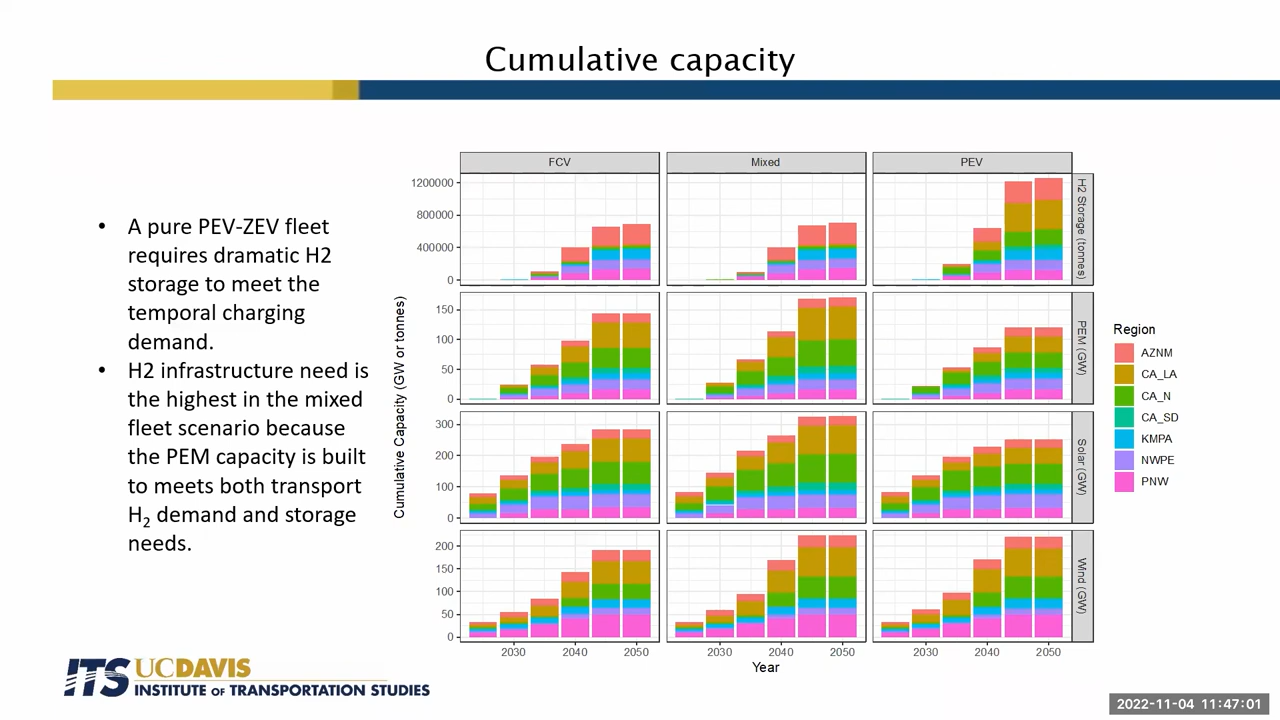 Cumulative capacity
• A pure PEV-ZEV fleet
requires dramatic H2
storage to meet the
temporal charging
demand.
• H2 infrastructure need is
the highest in the mixed
fleet scenario because
the PEM capacity is built
to meets both transport
H₂ demand and storage
needs.
FCV Mixed PEV
Cumulative Capacity (GW or tonnes)
1200000
800000
400000
0
H2 Storage (tonnes)
150
100
50
0
PEM (GW)
300
200
100
0
Solar (GW)
200
150
100
50
0
Wind (GW)
2030 2040 2050 2030 2040 2050 2030 2040 2050
Year
Region
AZNM
CA_LA
CA_N
CA_SD
KMPA
NWPE
PNW
ITS UCDAVIS
INSTITUTE OF TRANSPORTATION STUDIES
2022-11-04 11:47:01